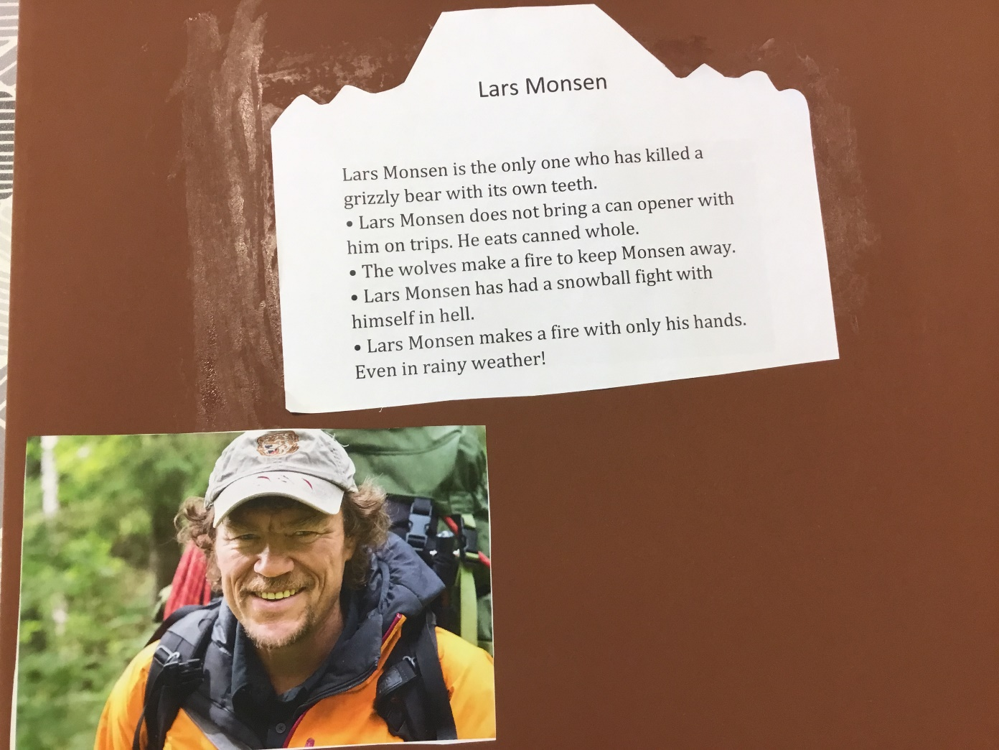 Lars Monsen
Lars Monsen is the only one who has killed a
grizzly bear with its own teeth.
• Lars Monsen does not bring a can opener with
him on trips. He eats canned whole.
• The wolves make a fire to keep Monsen away.
• Lars Monsen has had a snowball fight with
himself in hell.
• Lars Monsen makes a fire with only his hands.
Even in rainy weather!